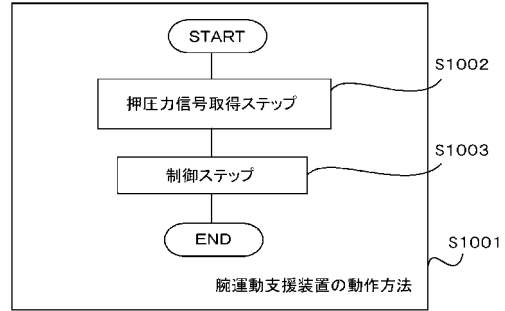 START
S1002
押圧力信号取得ステップ
S1003
制御ステップ
END
S1001
腕運動支援装置の動作方法